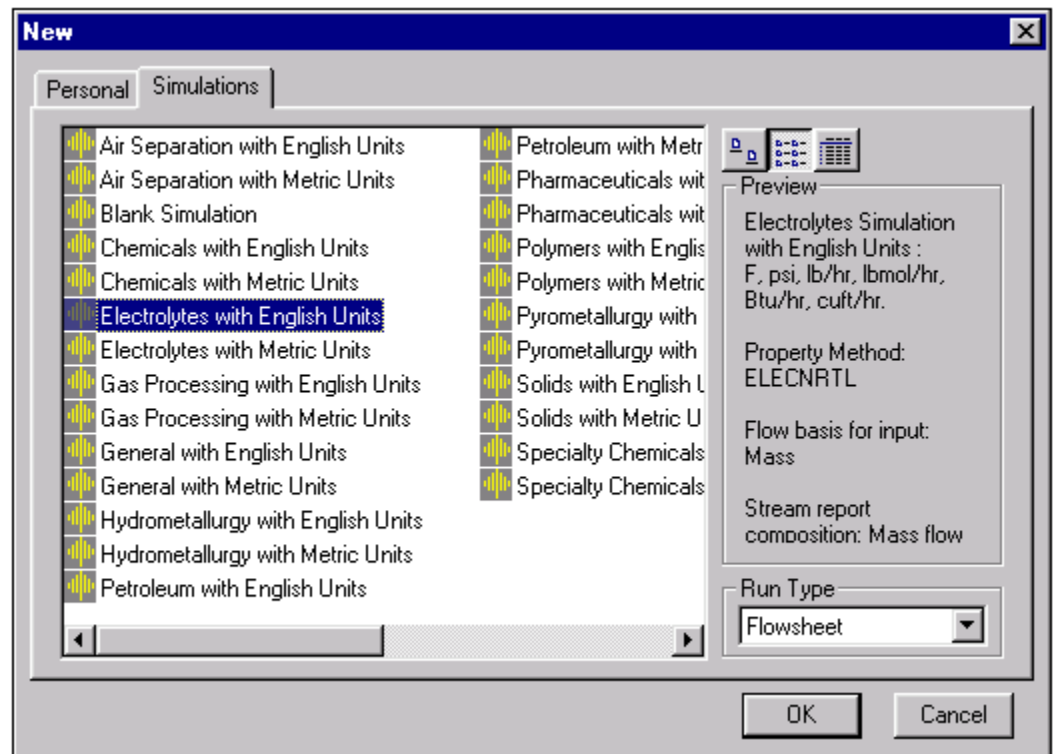 New
Personal
Simulations
Air Separation with English Units
Air Separation with Metric Units
Blank Simulation
Chemicals with English Units
Chemicals with Metric Units
Electrolytes with English Units
Electrolytes with Metric Units
Gas Processing with English Units
Gas Processing with Metric Units
General with English Units
General with Metric Units
Hydrometallurgy with English Units
Hydrometallurgy with Metric Units
Petroleum with English Units
Petroleum with Metr
Pharmaceuticals wit
Pharmaceuticals wit
Polymers with Englis
Polymers with Metric
Pyrometallurgy with
Pyrometallurgy with
Solids with English U
Solids with Metric U
Specialty Chemicals
Specialty Chemicals
Preview
Electrolytes Simulation
with English Units :
F, psi, lb/hr, lbmol/hr,
Btu/hr, cuft/hr.
Property Method:
ELECNRTL
Flow basis for input:
Mass
Stream report
composition: Mass flow
Run Type
Flowsheet
OK
Cancel